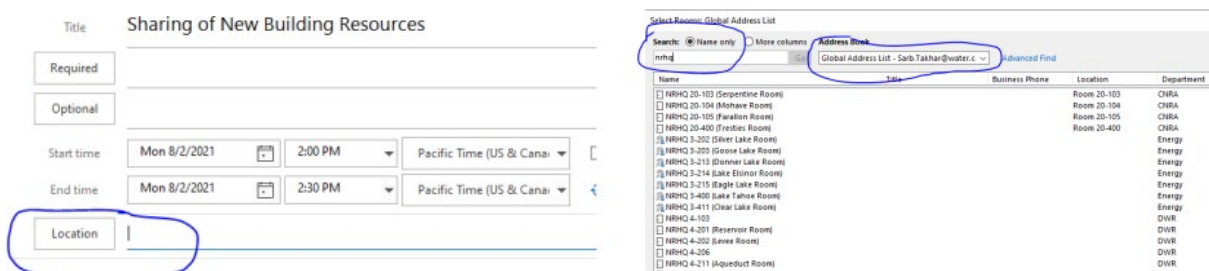 Title Sharing of New Building Resources
Required
Optional
Start time Mon 8/2/2021 2:00 PM Pacific Time (US & Cana
End time Mon 8/2/2021 2:30 PM Pacific Time (US & Cana
Location
Select Rooms: Global Address List
Search: Name only More columns Address Book
nrhq Go Global Address List - Sarb.Takhar@water.c Advanced Find
Name Title Business Phone Location Department
NRHQ 20-103 (Serpentine Room) Room 20-103 CNRA
NRHQ 20-104 (Mohave Room) Room 20-104 CNRA
NRHQ 20-105 (Farallon Room) Room 20-105 CNRA
NRHQ 20-400 (Tresties Room) Room 20-400 CNRA
NRHQ 3-202 (Silver Lake Room) Energy
NRHQ 3-203 (Goose Lake Room) Energy
NRHQ 3-213 (Donner Lake Room) Energy
NRHQ 3-214 (Lake Elsinor Room) Energy
NRHQ 3-215 (Eagle Lake Room) Energy
NRHQ 3-400 (Lake Tahoe Room) Energy
NRHQ 3-411 (Clear Lake Room) Energy
NRHQ 4-103 DWR
NRHQ 4-201 (Reservoir Room) DWR
NRHQ 4-202 (Levee Room) DWR
NRHQ 4-206 DWR
NRHQ 4-211 (Aqueduct Room) DWR